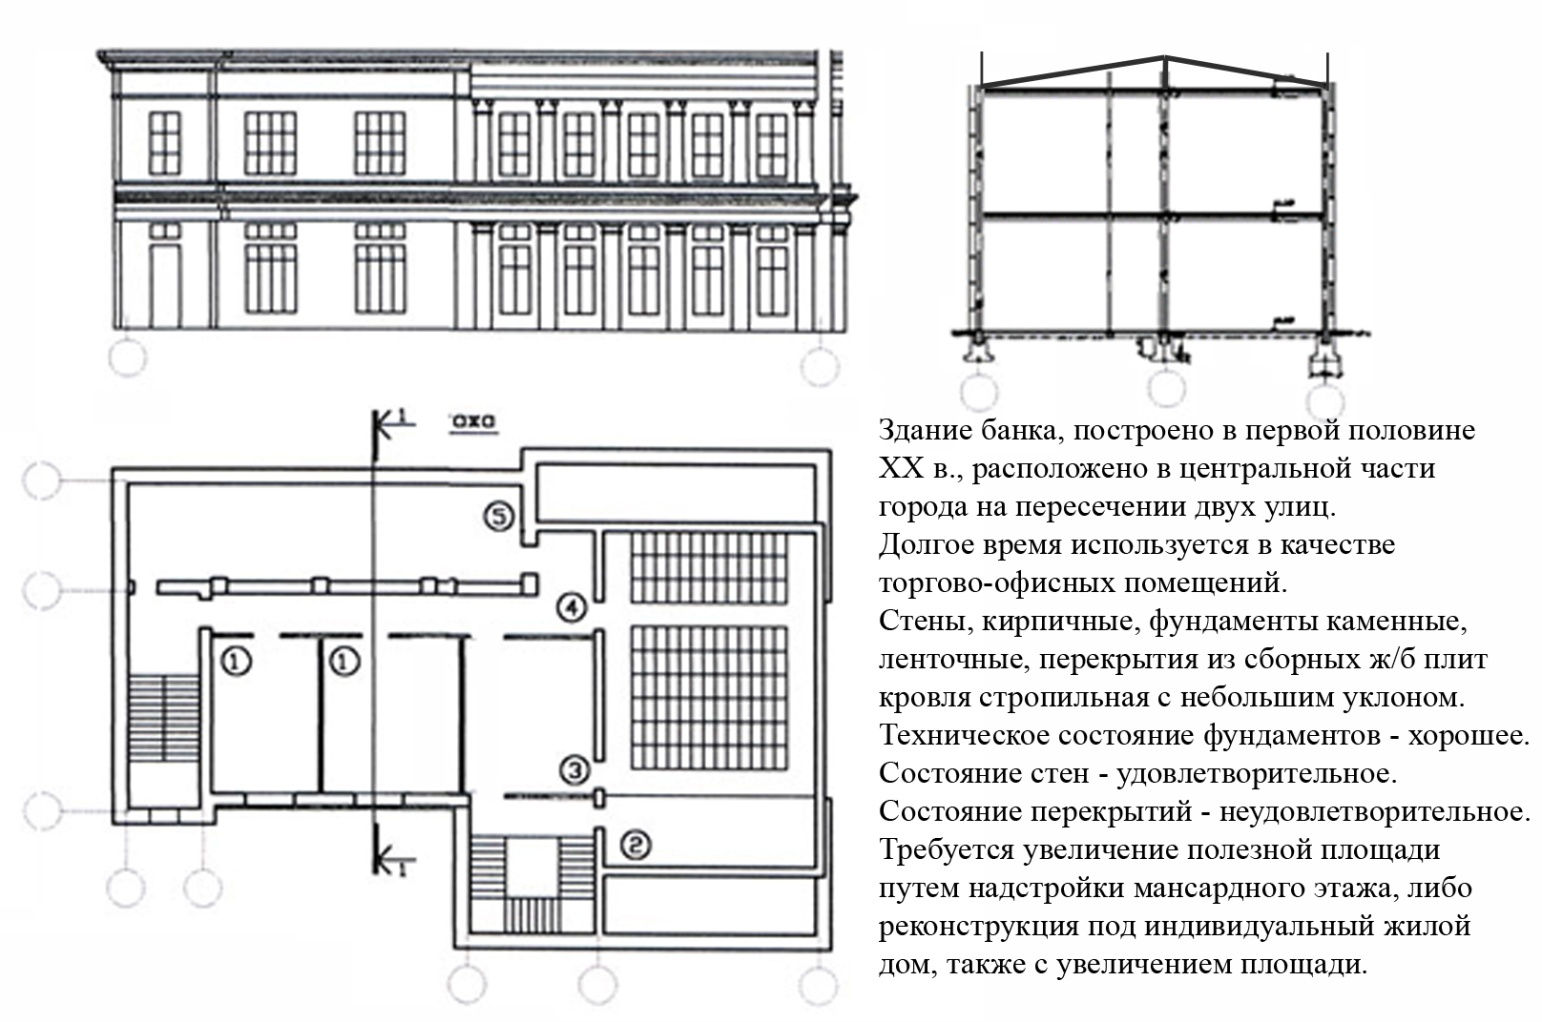 1
1
5
4
1
1
3
2
Здание банка, построено в первой половине
XX в., расположено в центральной части
города на пересечении двух улиц.
Долгое время используется в качестве
торгово-офисных помещений.
Стены, кирпичные, фундаменты каменные,
ленточные, перекрытия из сборных ж/б плит
кровля стропильная с небольшим уклоном.
Техническое состояние фундаментов - хорошее.
Состояние стен - удовлетворительное.
Состояние перекрытий - неудовлетворительное.
Требуется увеличение полезной площади
путем надстройки мансардного этажа, либо
реконструкция под индивидуальный жилой
дом, также с увеличением площади.